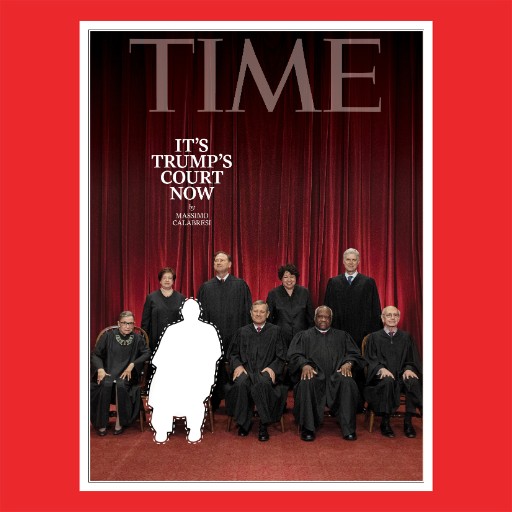 TIME
IT'S
TRUMP'S
COURT
NOW
by
MASSIMO
CALABRESI